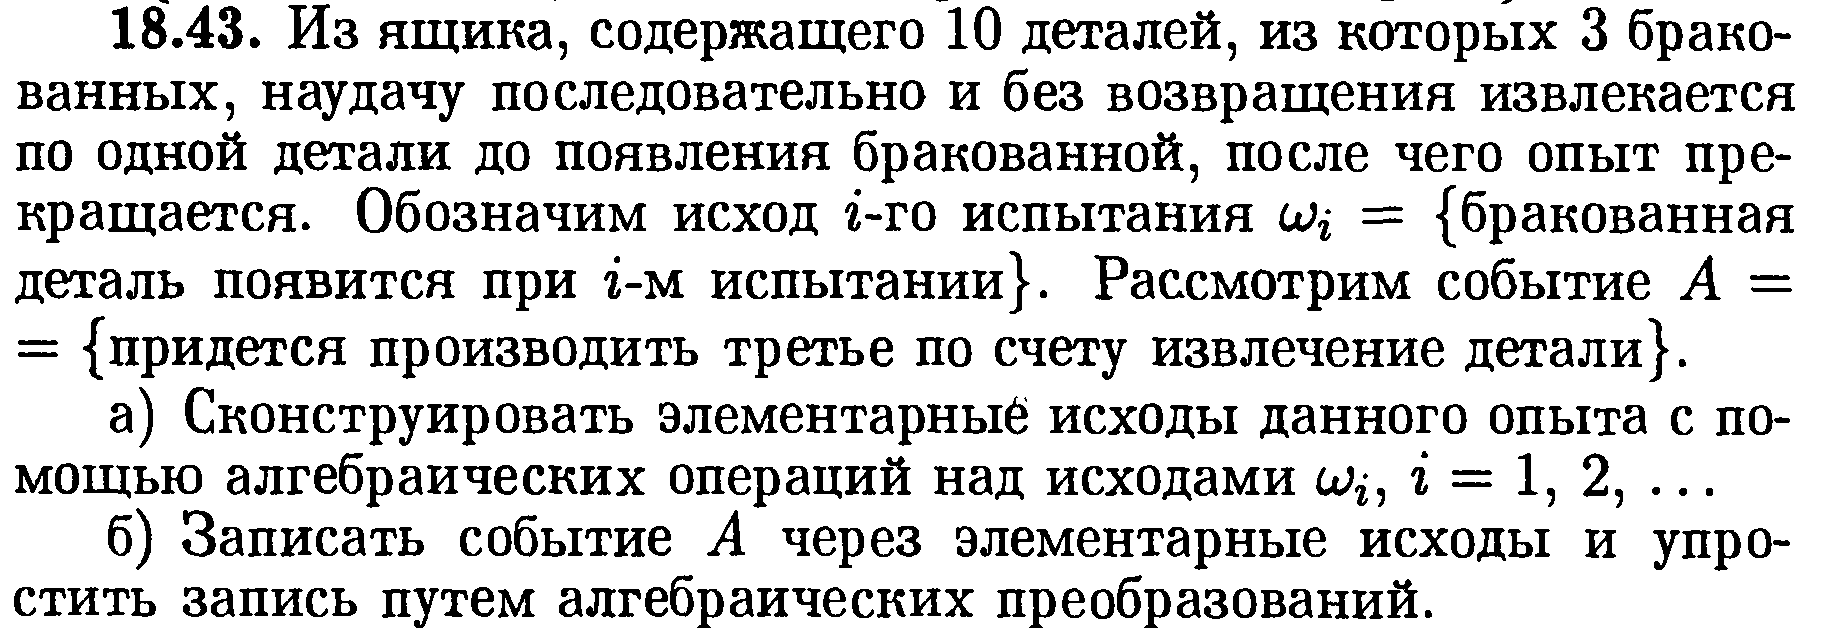 18.43. Из ящика, содержащего 10 деталей, из которых 3 брако-
ванных, наудачу последовательно и без возвращения извлекается
по одной детали до появления бракованной, после чего опыт пре-
кращается. Обозначим исход i-го испытания ω_i = {бракованная
деталь появится при i-м испытании}. Рассмотрим событие A =
= {придется производить третье по счету извлечение детали}.
а) Сконструировать элементарные исходы данного опыта с по-
мощью алгебраических операций над исходами ω_i, i = 1, 2, ...
б) Записать событие A через элементарные исходы и упро-
стить запись путем алгебраических преобразований.